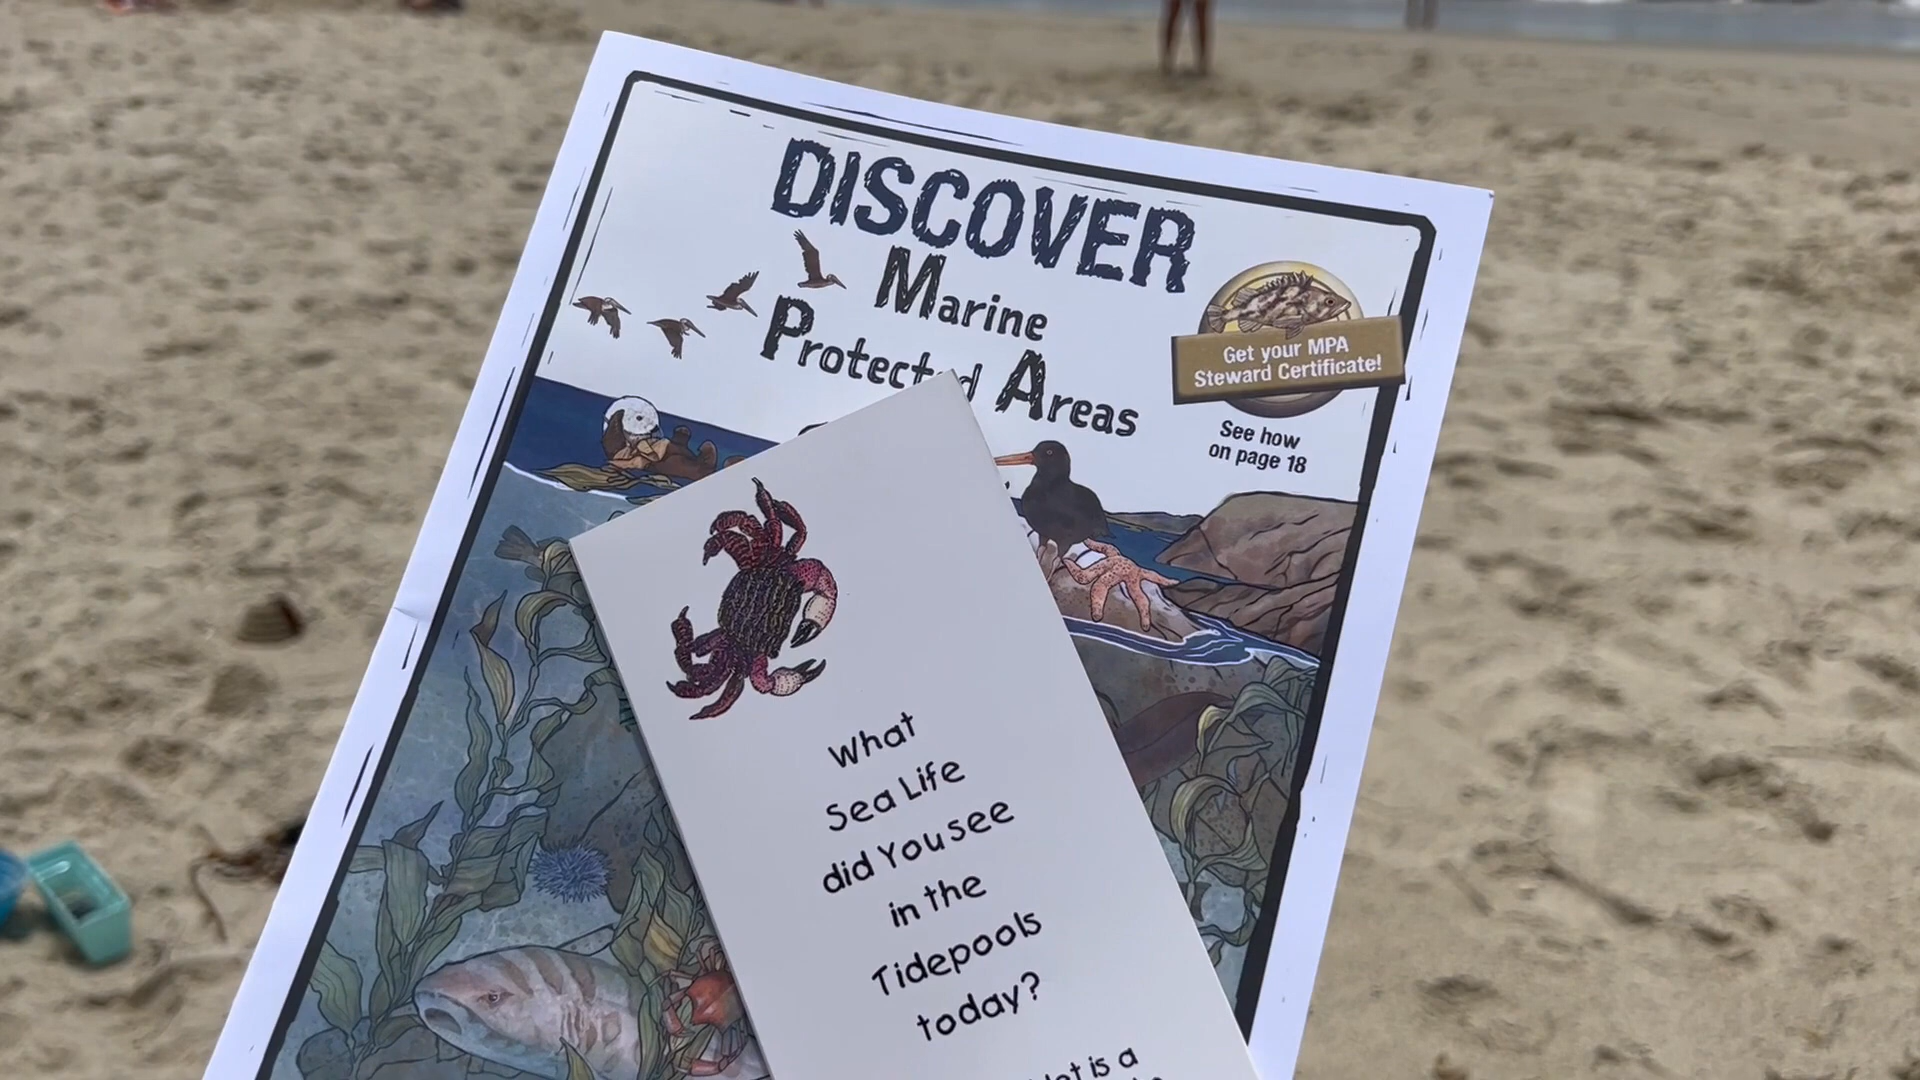 DISCOVER
Marine
Protected Areas
Get your MPA
Steward Certificate!
See how
on page 18
What
Sea Life
did You see
in the
Tidepools
today?
is a